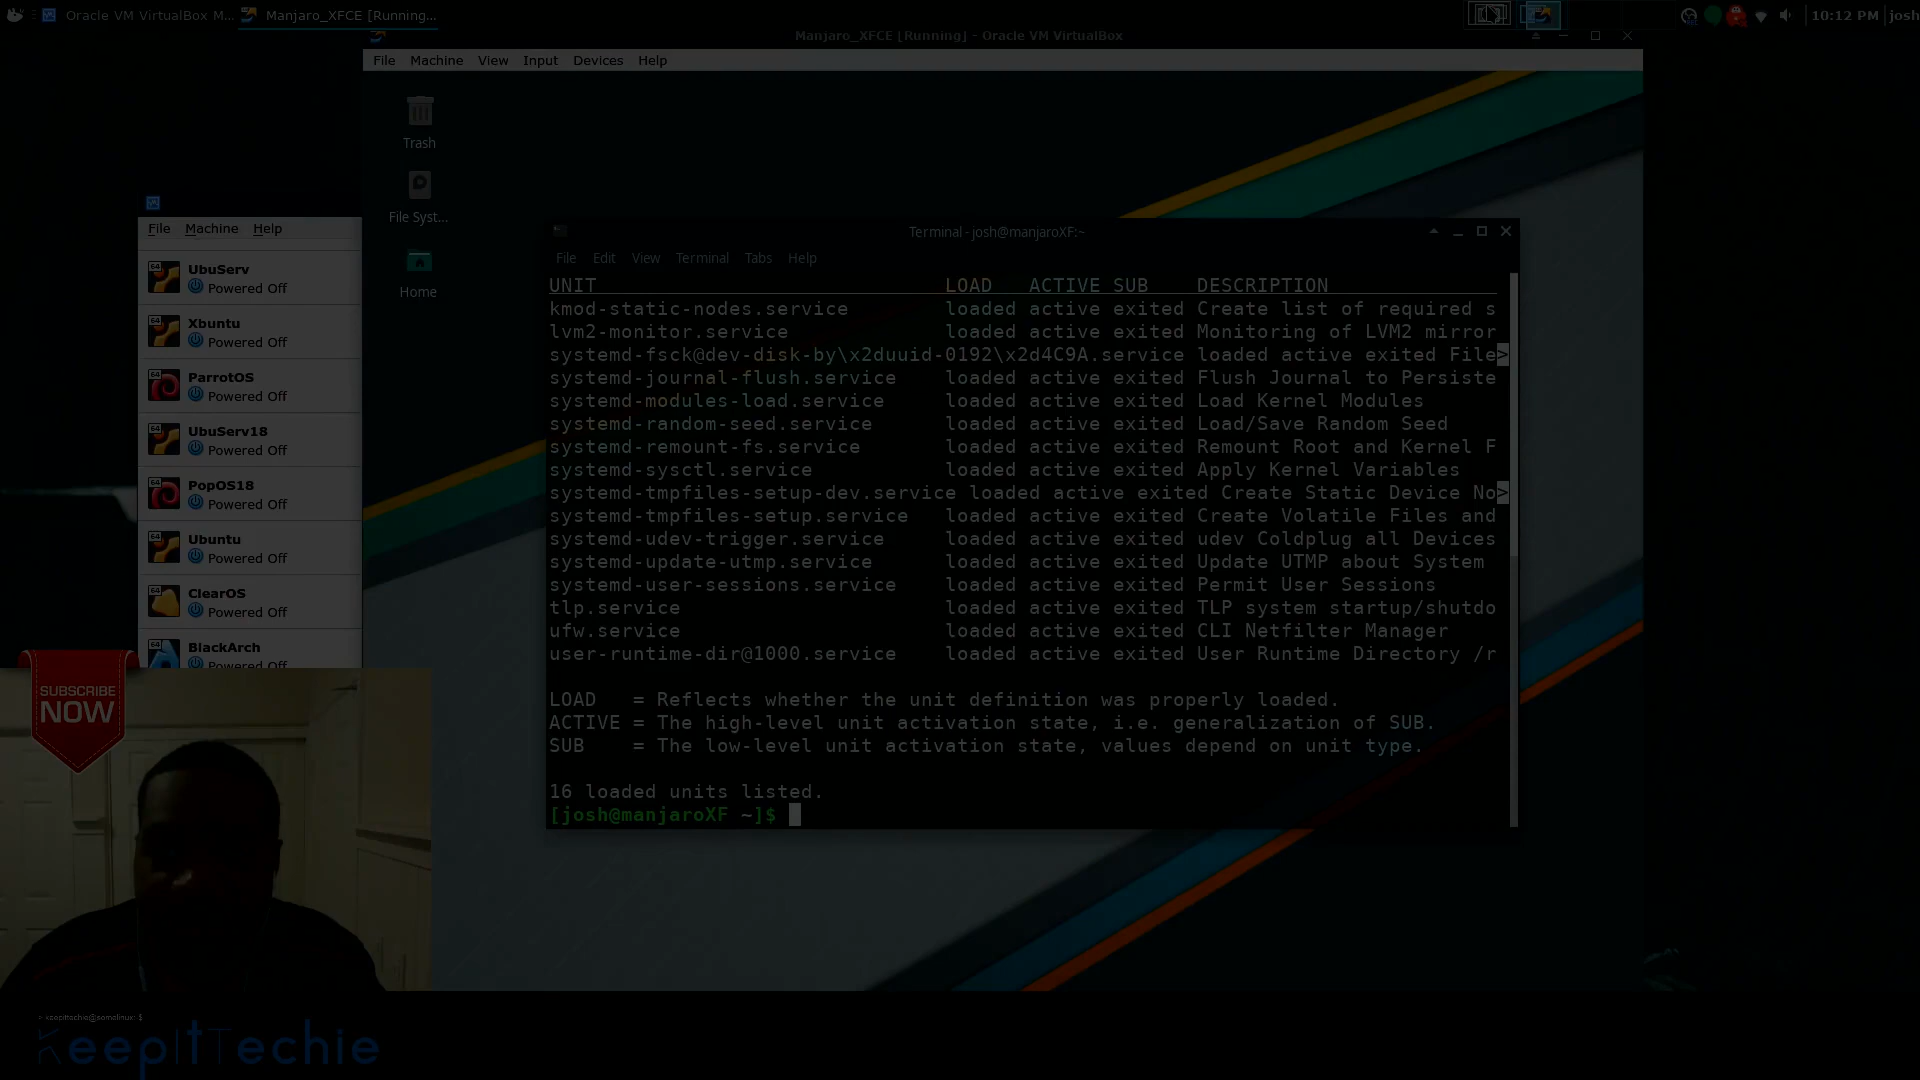 Oracle VM VirtualBox M...
Manjaro_XFCE [Running...
10:12 PM
josh
Manjaro_XFCE [Running] - Oracle VM VirtualBox
File Machine View Input Devices Help
Trash
File Syst...
Home
File Machine Help
UbuServ
Powered Off
Xbuntu
Powered Off
ParrotOS
Powered Off
UbuServ18
Powered Off
PopOS18
Powered Off
Ubuntu
Powered Off
ClearOS
Powered Off
BlackArch
Powered Off
Terminal - josh@manjaroXF:~
File Edit View Terminal Tabs Help
UNIT LOAD ACTIVE SUB DESCRIPTION
kmod-static-nodes.service loaded active exited Create list of required s
lvm2-monitor.service loaded active exited Monitoring of LVM2 mirror
systemd-fsck@dev-disk-by\x2duuid-0192\x2d4C9A.service loaded active exited File>
systemd-journal-flush.service loaded active exited Flush Journal to Persiste
systemd-modules-load.service loaded active exited Load Kernel Modules
systemd-random-seed.service loaded active exited Load/Save Random Seed
systemd-remount-fs.service loaded active exited Remount Root and Kernel F
systemd-sysctl.service loaded active exited Apply Kernel Variables
systemd-tmpfiles-setup-dev.service loaded active exited Create Static Device No>
systemd-tmpfiles-setup.service loaded active exited Create Volatile Files and
systemd-udev-trigger.service loaded active exited udev Coldplug all Devices
systemd-update-utmp.service loaded active exited Update UTMP about System
systemd-user-sessions.service loaded active exited Permit User Sessions
tlp.service loaded active exited TLP system startup/shutdo
ufw.service loaded active exited CLI Netfilter Manager
user-runtime-dir@1000.service loaded active exited User Runtime Directory /r
LOAD = Reflects whether the unit definition was properly loaded.
ACTIVE = The high-level unit activation state, i.e. generalization of SUB.
SUB = The low-level unit activation state, values depend on unit type.
16 loaded units listed.
[josh@manjaroXF ~]$
SUBSCRIBE
NOW
keepittechie@somelinux: $
KeepItTechie